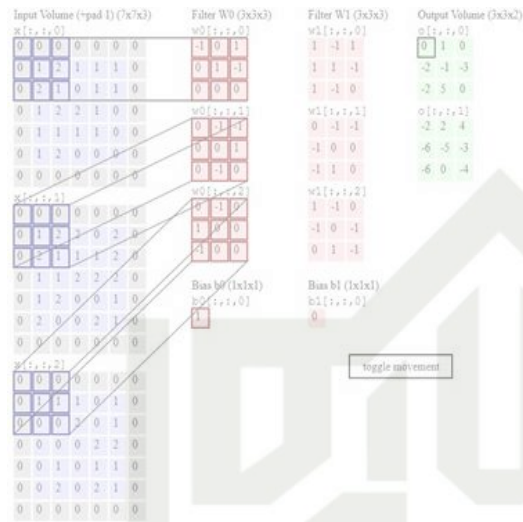 Input Volume (+pad 1) (7x7x3)
x[:,:,0]
0 0 0 0 0 0 0
0 1 2 1 1 1 0
0 2 1 0 1 1 0
0 1 2 2 1 0 0
0 1 1 1 1 0 0
0 1 2 0 0 0 0
0 0 0 0 0 0 0
x[:,:,1]
0 0 0 0 0 0 0
0 1 2 2 0 2 0
0 2 1 1 1 2 0
0 1 1 2 2 2 0
0 1 2 0 0 1 0
0 2 0 0 2 1 0
0 0 0 0 0 0 0
x[:,:,2]
0 0 0 0 0 0 0
0 1 1 1 0 1 0
0 0 0 2 0 1 0
0 0 0 0 2 2 0
0 0 1 0 1 1 0
0 0 2 0 2 1 0
0 0 0 0 0 0 0
Filter W0 (3x3x3)
w0[:,:,0]
-1 0 1
0 1 -1
0 0 0
w0[:,:,1]
0 -1 -1
0 0 1
0 -1 0
w0[:,:,2]
0 -1 0
1 0 0
-1 0 0
Bias b0 (1x1x1)
b0[:,:,0]
1
Filter W1 (3x3x3)
w1[:,:,0]
1 -1 1
1 1 -1
1 -1 0
w1[:,:,1]
0 -1 -1
-1 0 0
-1 1 0
w1[:,:,2]
1 -1 0
-1 0 -1
0 1 -1
Bias b1 (1x1x1)
b1[:,:,0]
0
Output Volume (3x3x2)
o[:,:,0]
0 1 0
-2 -1 -3
-2 5 0
o[:,:,1]
-2 2 4
-6 -5 -3
-6 0 -4
toggle movement